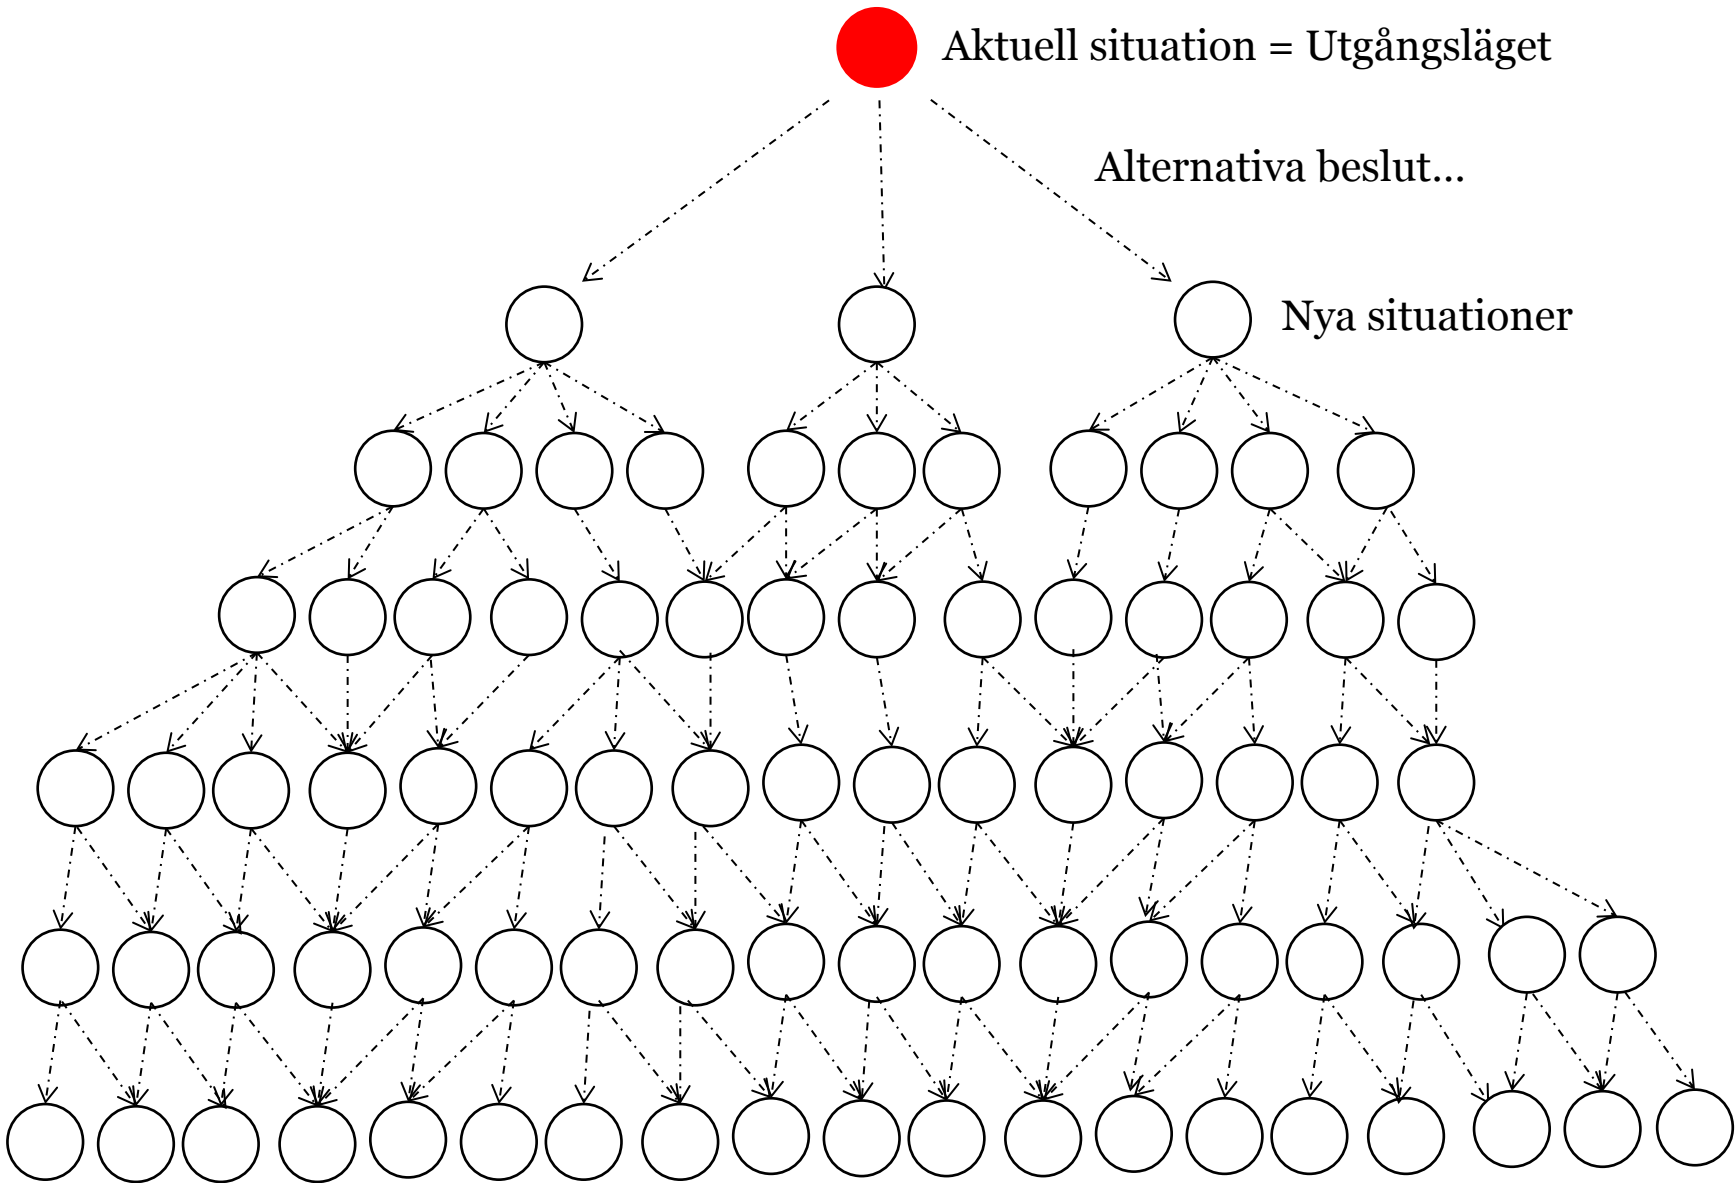 Aktuell situation = Utgångsläget
Alternativa beslut...
Nya situationer